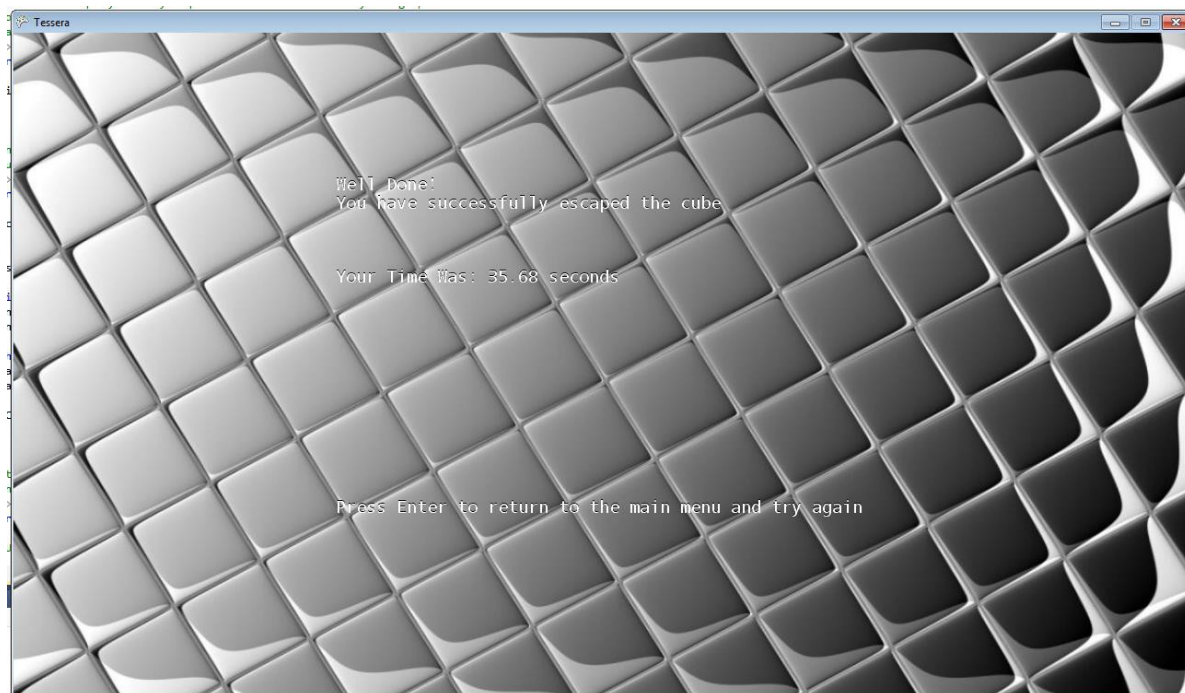 Tessera
Well Done!
You have successfully escaped the cube
Your Time Was: 35.68 seconds
Press Enter to return to the main menu and try again